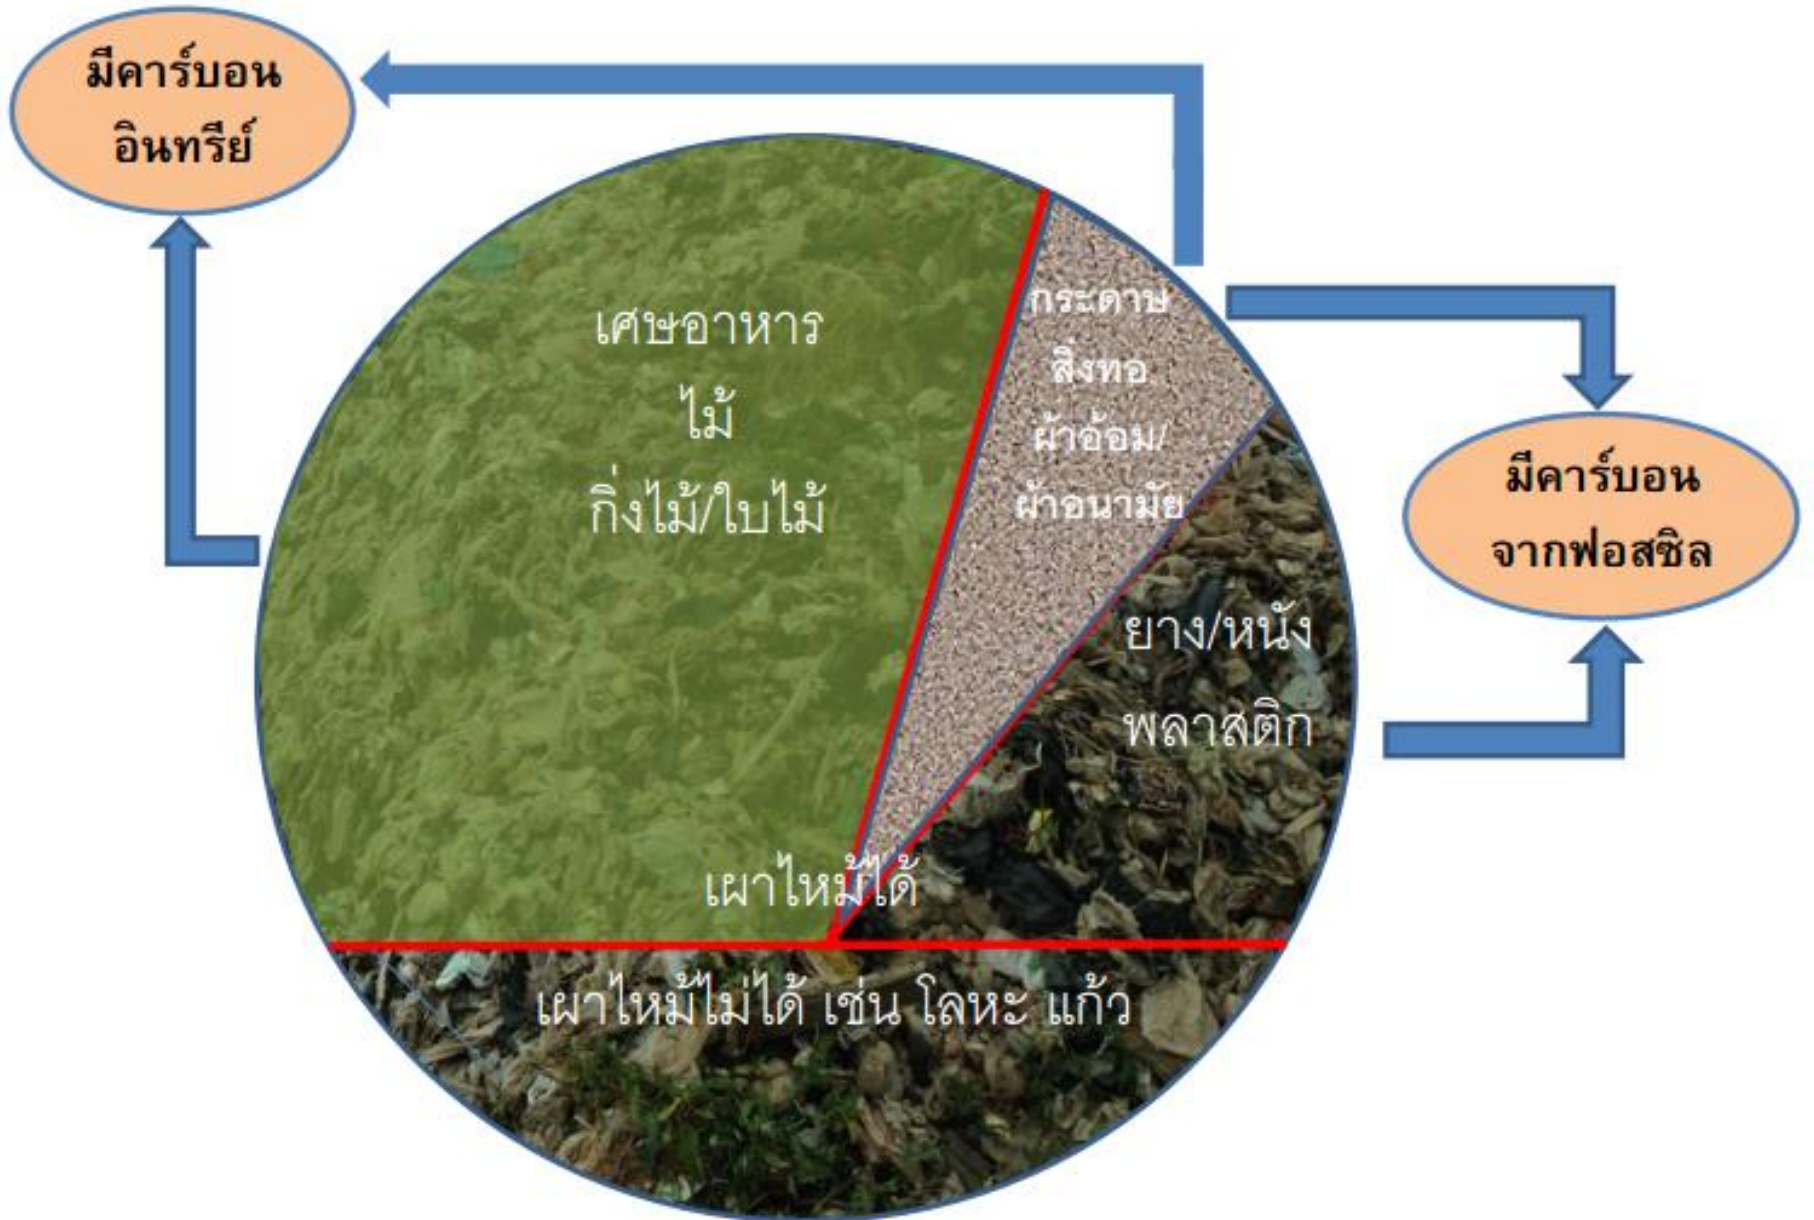 มีคาร์บอน
อินทรีย์
เศษอาหาร
ไม้
กิ่งไม้/ใบไม้
กระดาษ
สิ่งทอ
ผ้าอ้อม/
ผ้าอนามัย
มีคาร์บอน
จากฟอสซิล
ยาง/หนัง
พลาสติก
เผาไหม้ได้
เผาไหม้ไม่ได้ เช่น โลหะ แก้ว